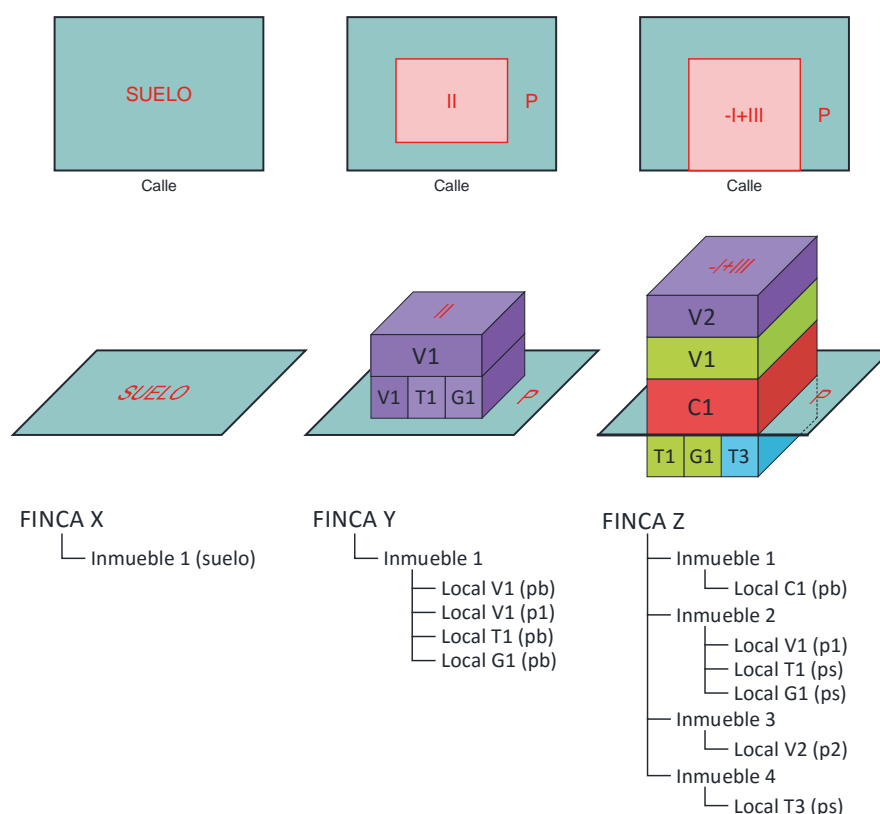 SUELO
II
P
-I+III
P
Calle
Calle
Calle
SUELO
II
V1
V1
T1
G1
P
-I+III
V2
V1
C1
P
T1
G1
T3
FINCA X
Inmueble 1 (suelo)
FINCA Y
Inmueble 1
Local V1 (pb)
Local V1 (p1)
Local T1 (pb)
Local G1 (pb)
FINCA Z
Inmueble 1
Local C1 (pb)
Inmueble 2
Local V1 (p1)
Local T1 (ps)
Local G1 (ps)
Inmueble 3
Local V2 (p2)
Inmueble 4
Local T3 (ps)